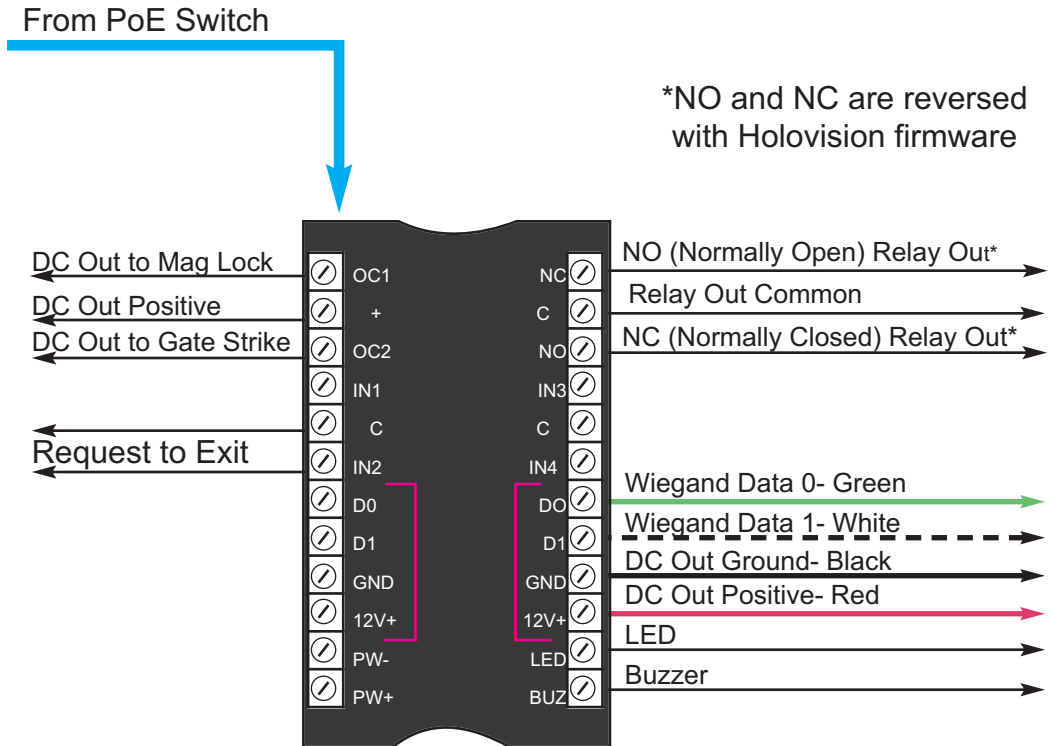 From PoE Switch
*NO and NC are reversed
with Holovision firmware
DC Out to Mag Lock
DC Out Positive
DC Out to Gate Strike
Request to Exit
OC1
+
OC2
IN1
C
IN2
D0
D1
GND
12V+
PW-
PW+
NC
C
NO
IN3
C
IN4
DO
D1
GND
12V+
LED
BUZ
NO (Normally Open) Relay Out*
Relay Out Common
NC (Normally Closed) Relay Out*
Wiegand Data 0- Green
Wiegand Data 1- White
DC Out Ground- Black
DC Out Positive- Red
LED
Buzzer